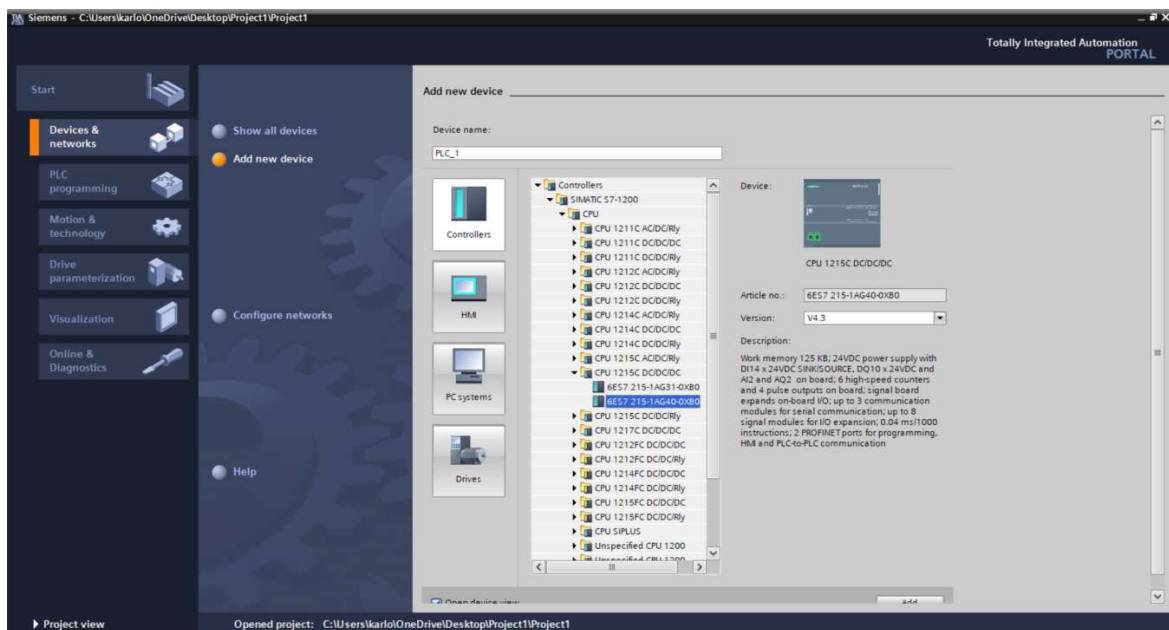 Siemens - C:\Users\karlo\OneDrive\Desktop\Project1\Project1
Totally Integrated Automation
PORTAL
Start
Devices &
networks
PLC
programming
Motion &
technology
Drive
parameterization
Visualization
Online &
Diagnostics
Show all devices
Add new device
Configure networks
Help
Add new device
Device name:
PLC_1
Controllers
HMI
PC systems
Drives
Controllers
SIMATIC S7-1200
CPU
CPU 1211C AC/DC/Rly
CPU 1211C DC/DC/DC
CPU 1211C DC/DC/Rly
CPU 1212C AC/DC/Rly
CPU 1212C DC/DC/DC
CPU 1212C DC/DC/Rly
CPU 1214C AC/DC/Rly
CPU 1214C DC/DC/DC
CPU 1214C DC/DC/Rly
CPU 1215C AC/DC/Rly
CPU 1215C DC/DC/DC
6ES7 215-1AG31-0XB0
6ES7 215-1AG40-0XB0
CPU 1215C DC/DC/Rly
CPU 1217C DC/DC/DC
CPU 1212FC DC/DC/DC
CPU 1212FC DC/DC/Rly
CPU 1214FC DC/DC/DC
CPU 1214FC DC/DC/Rly
CPU 1215FC DC/DC/DC
CPU 1215FC DC/DC/Rly
CPU SIPLUS
Unspecified CPU 1200
Unspecified CPU 1200
Device:
CPU 1215C DC/DC/DC
Article no.:
6ES7 215-1AG40-0XB0
Version:
V4.3
Description:
Work memory 125 KB; 24VDC power supply with
DI14 x 24VDC SINK/SOURCE, DQ10 x 24VDC and
AI2 and AQ2 on board; 6 high-speed counters
and 4 pulse outputs on board; signal board
expands on-board I/O; up to 3 communication
modules for serial communication; up to 8
signal modules for I/O expansion; 0.04 ms/1000
instructions; 2 PROFINET ports for programming,
HMI and PLC-to-PLC communication
Open device view
Add
Project view
Opened project: C:\Users\karlo\OneDrive\Desktop\Project1\Project1